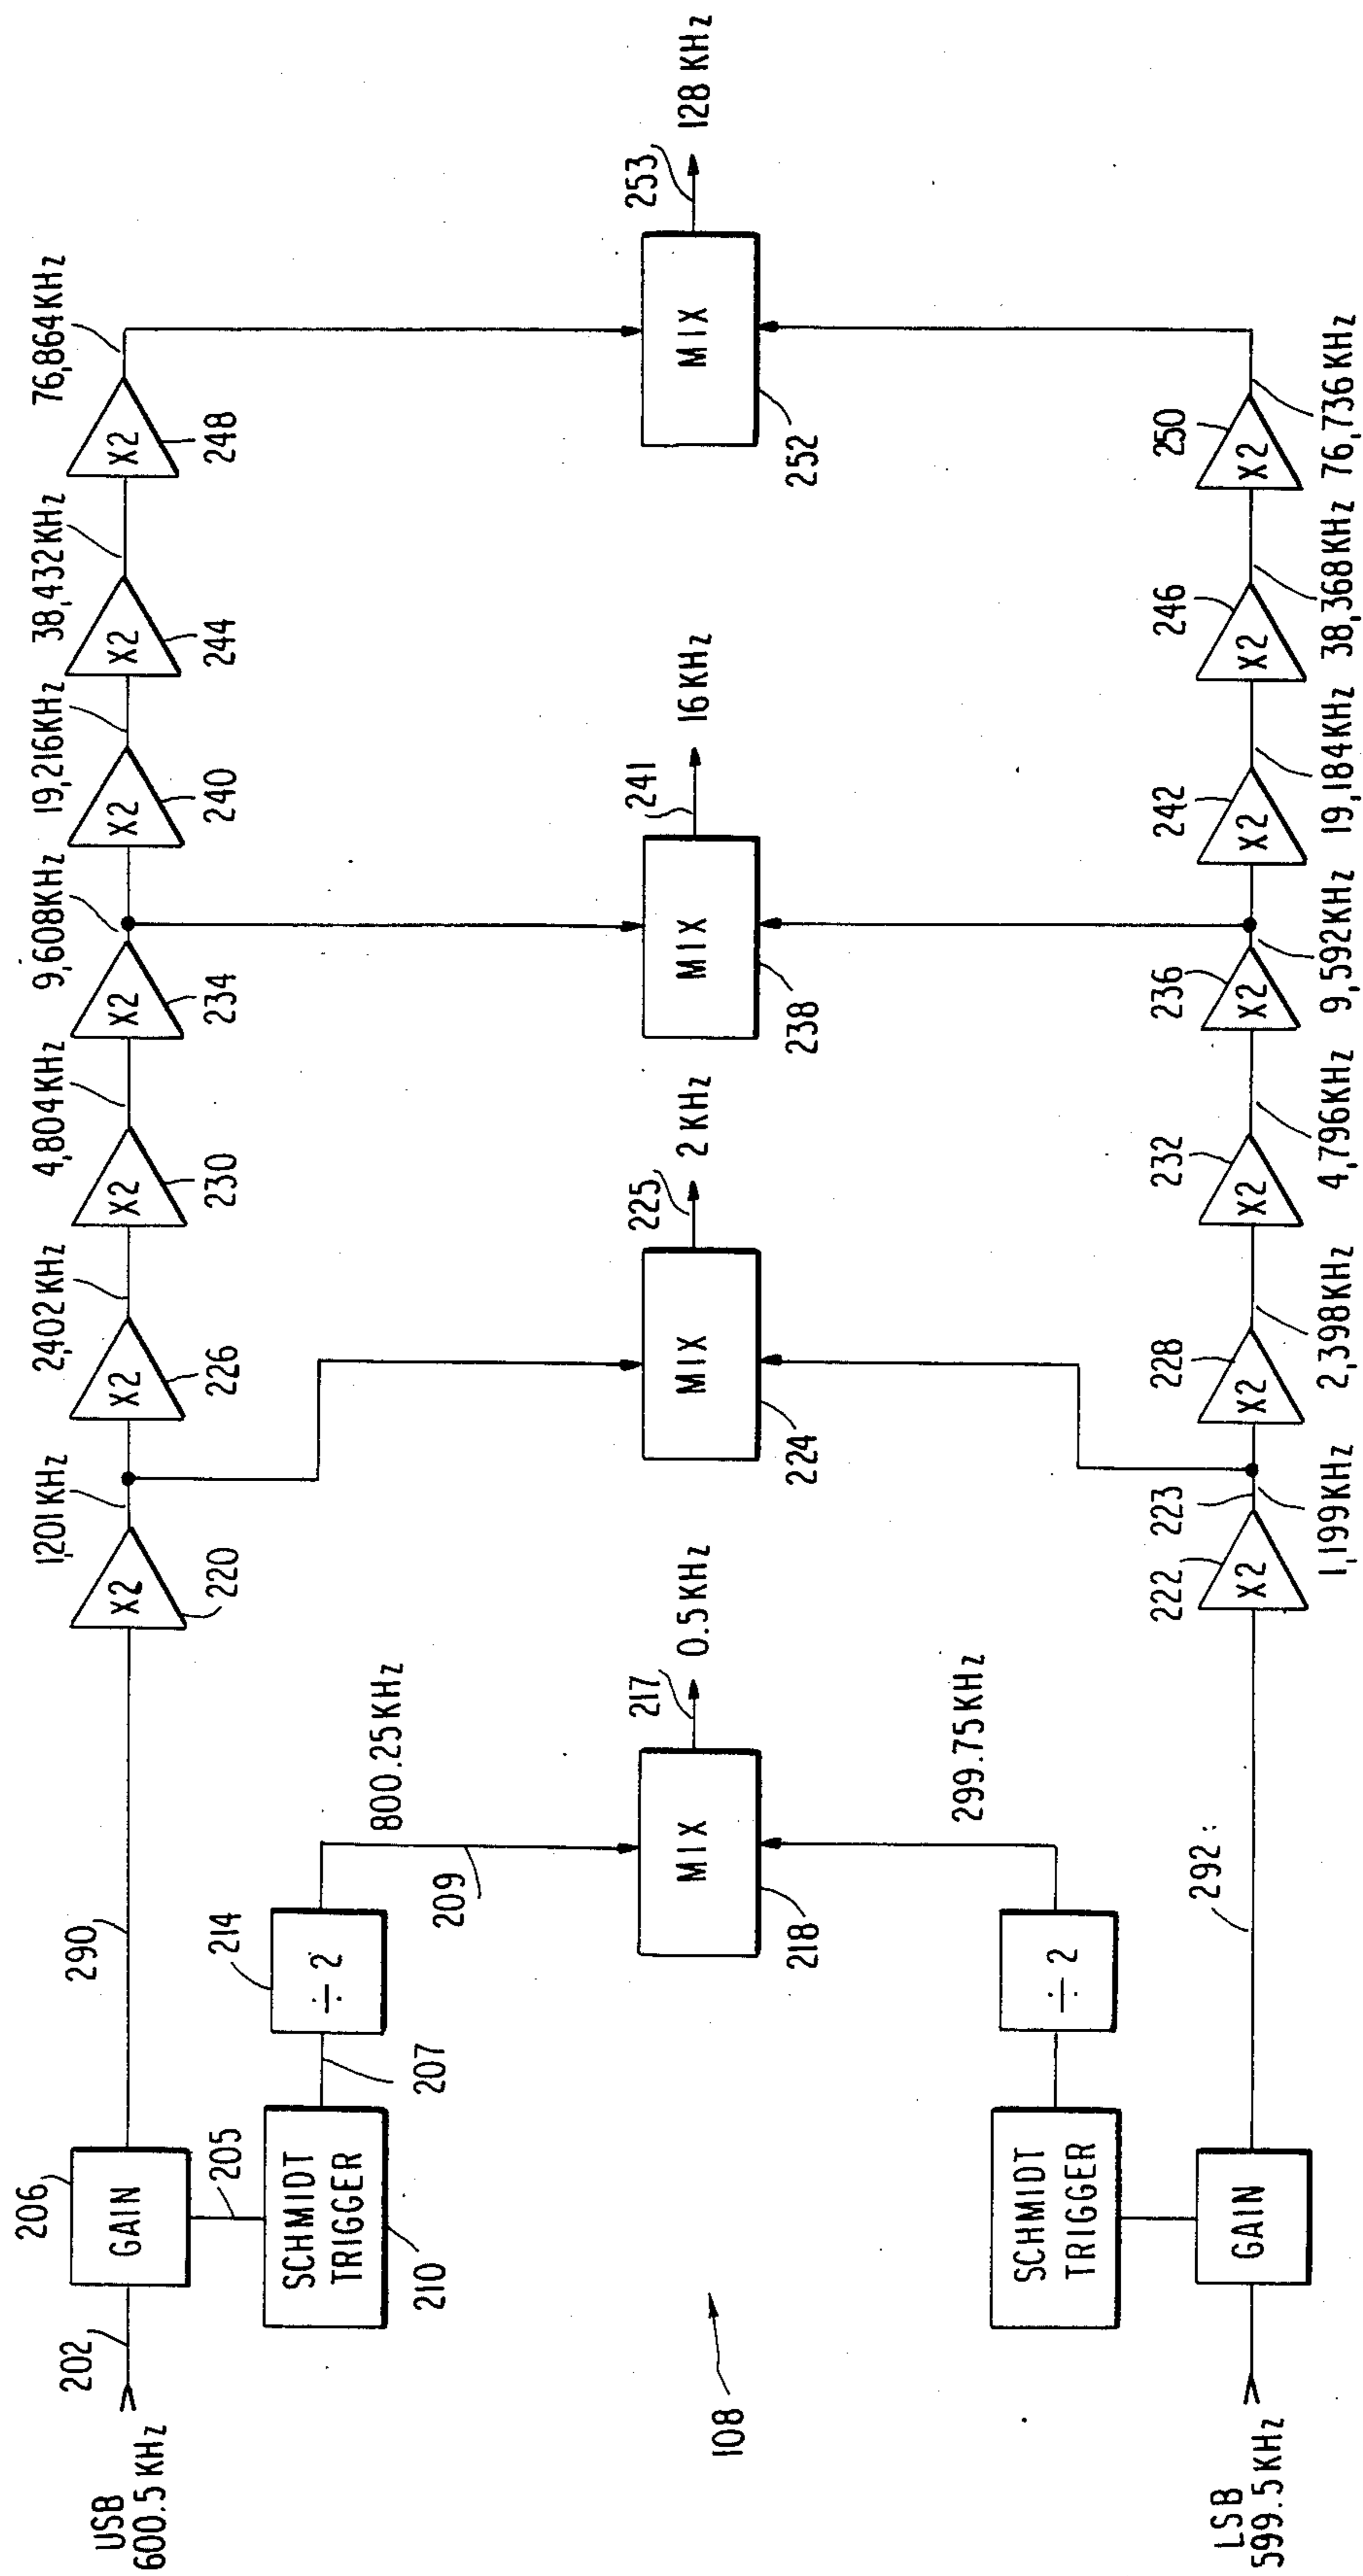 USB
600.5 KHz
202
206
GAIN
290
205
SCHMIDT
TRIGGER
210
207
214
÷ 2
800.25 KHz
209
MIX
218
217
0.5 KHz
299.75 KHz
÷ 2
SCHMIDT
TRIGGER
LSB
599.5 KHz
GAIN
292
108
X2
220
1,201 KHz
X2
226
2,402 KHz
X2
230
4,804 KHz
X2
234
9,608 KHz
X2
240
19,216 KHz
X2
244
38,432 KHz
X2
248
76,864 KHz
MIX
224
225
2 KHz
MIX
238
241
16 KHz
MIX
252
253
128 KHz
222
X2
223
1,199 KHz
228
X2
2,398 KHz
232
X2
4,796 KHz
236
X2
9,592 KHz
242
X2
19,184 KHz
246
X2
38,368 KHz
250
X2
76,736 KHz